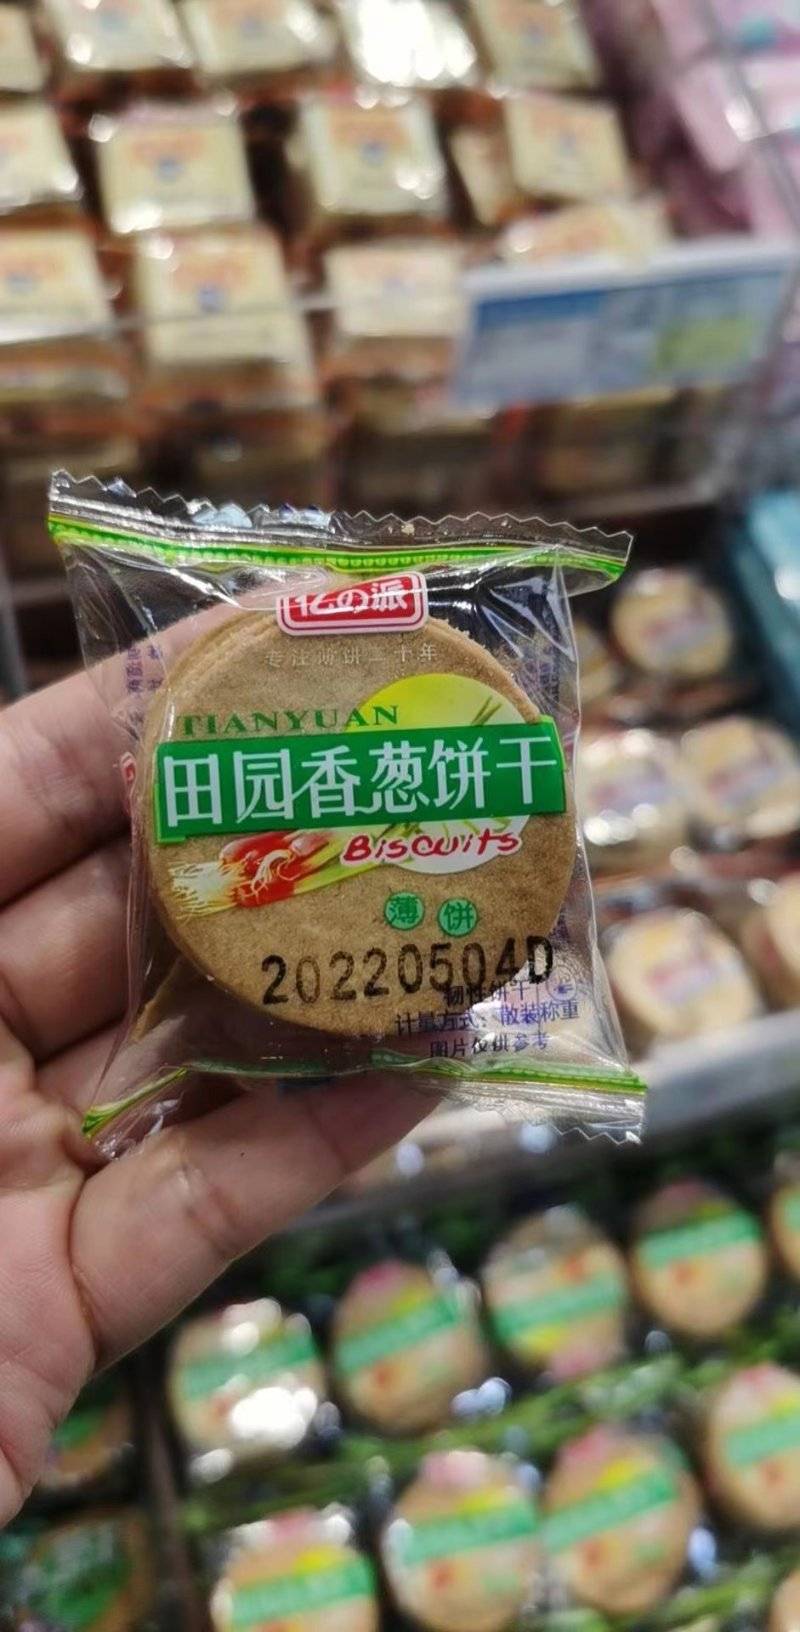 亿の派
专注薄饼二十年
TIANYUAN
田园香葱饼干
Biscuits
薄饼
20220504D
韧性饼干
计量方式：散装称重
图片仅供参考